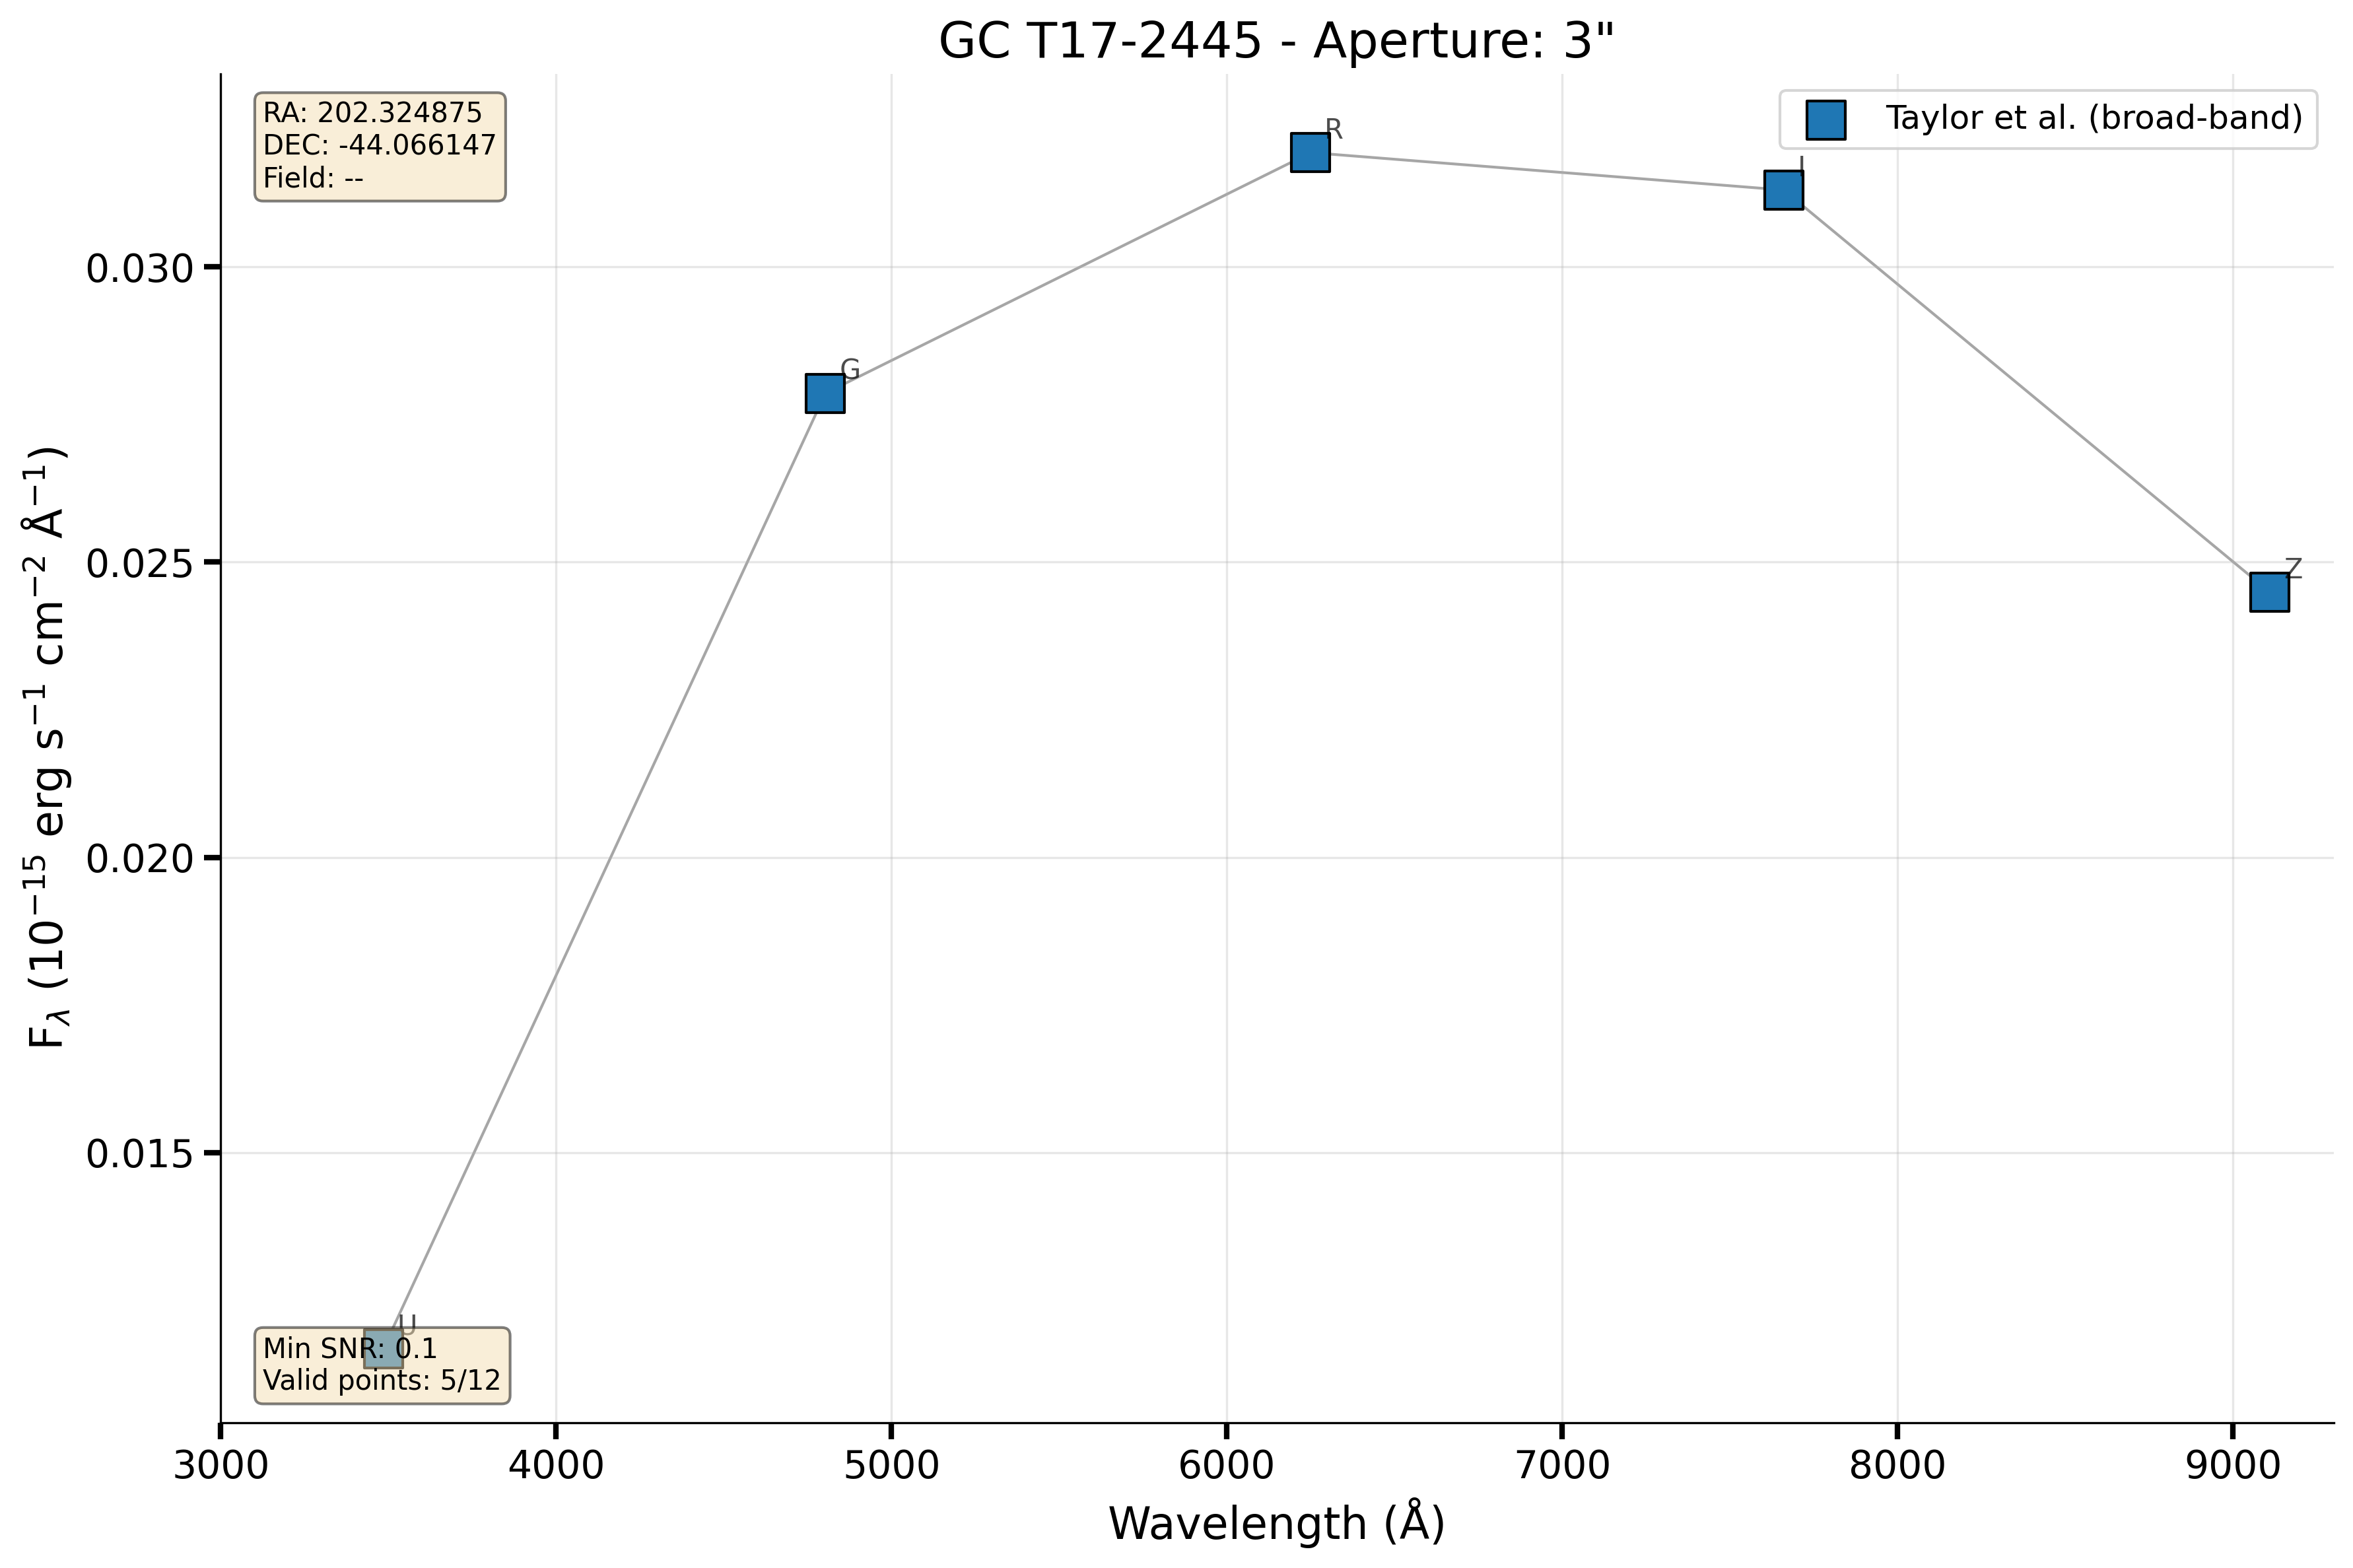 GC T17-2445 - Aperture: 3"
RA: 202.324875
DEC: -44.066147
Field: --
Taylor et al. (broad-band)
R
I
G
Z
U
Min SNR: 0.1
Valid points: 5/12
0.030
0.025
0.020
0.015
F_λ (10⁻¹⁵ erg s⁻¹ cm⁻² Å⁻¹)
3000 4000 5000 6000 7000 8000 9000
Wavelength (Å)